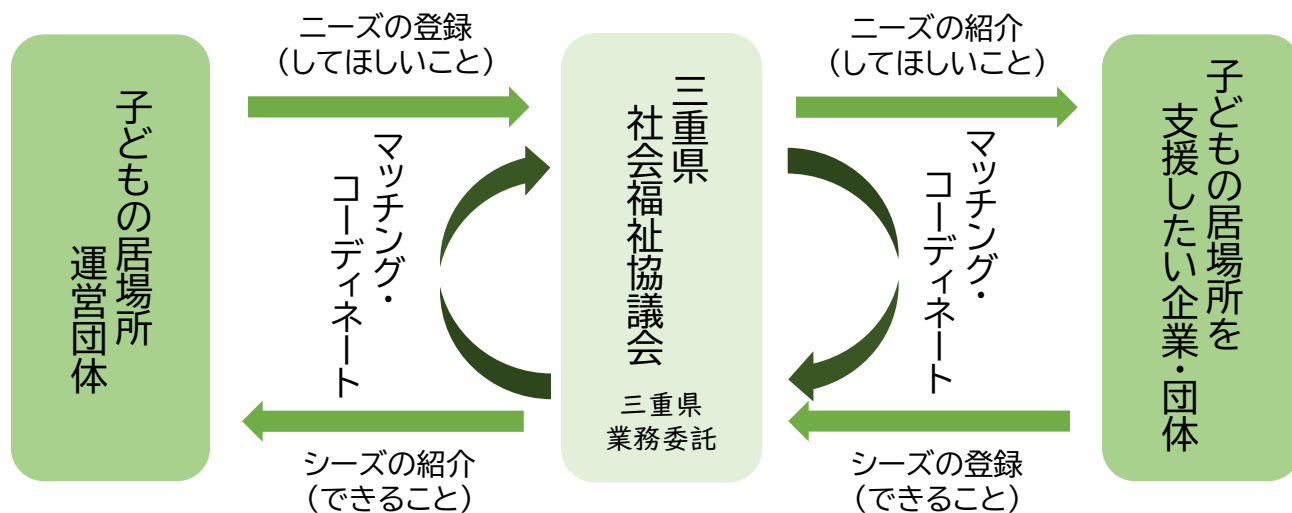 子どもの居場所
運営団体
ニーズの登録
（してほしいこと）
マッチング・
コーディネート
シーズの紹介
（できること）
三重県
社会福祉協議会
三重県
業務委託
ニーズの紹介
（してほしいこと）
マッチング・
コーディネート
シーズの登録
（できること）
子どもの居場所を
支援したい企業・団体